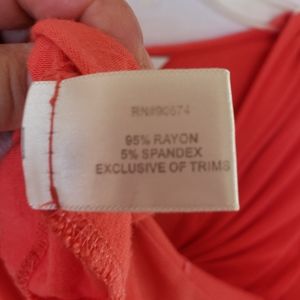 RN#90574
95% RAYON
5% SPANDEX
EXCLUSIVE OF TRIMS